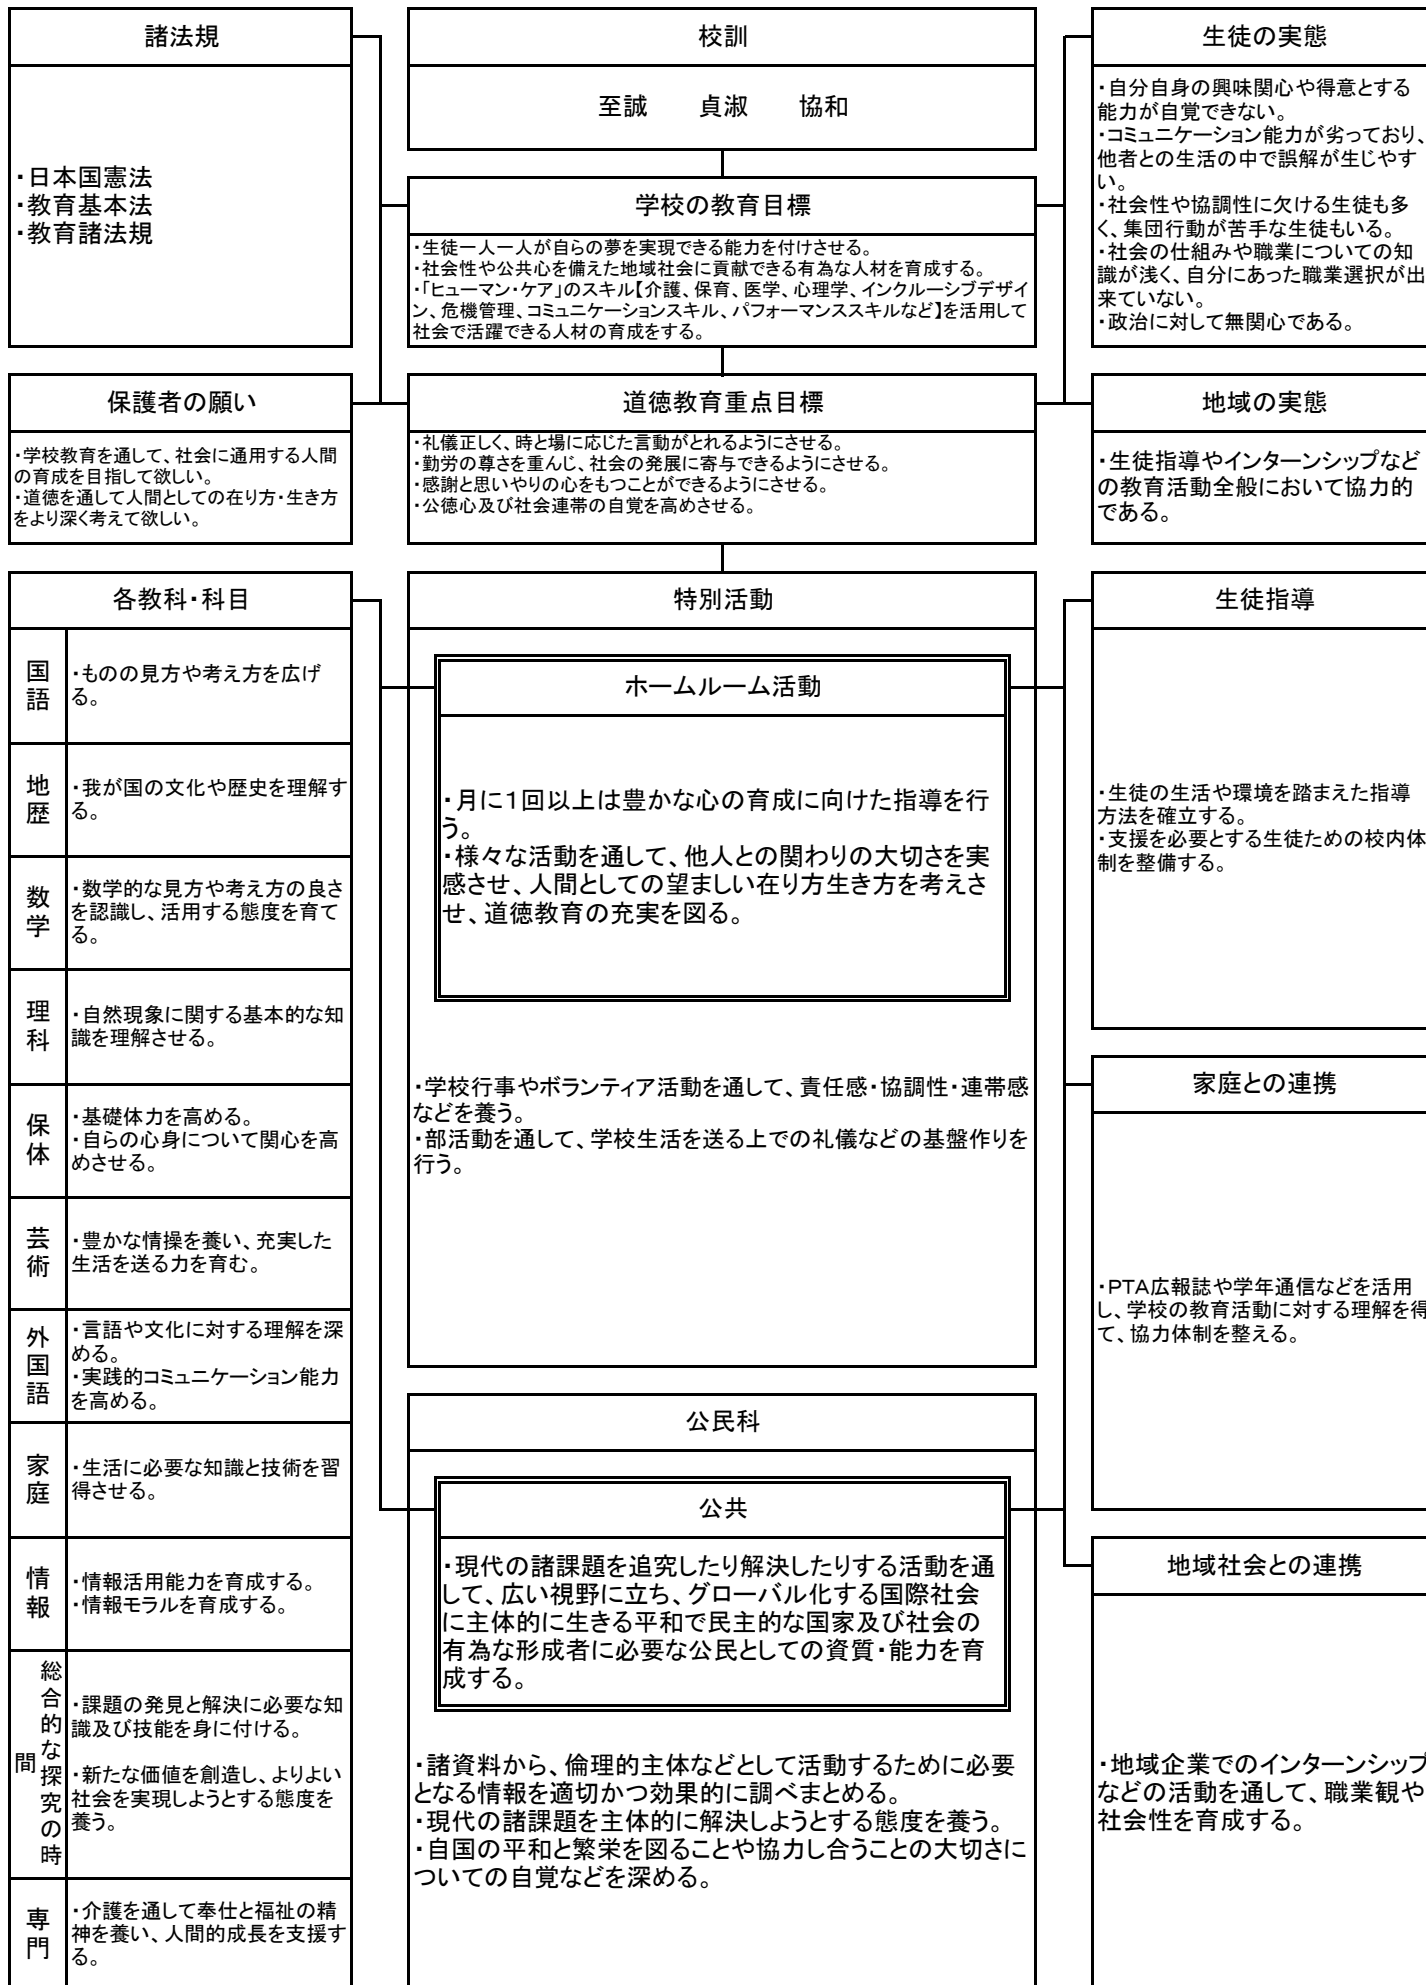 諸法規
・日本国憲法
・教育基本法
・教育諸法規
校訓
至誠　貞淑　協和
生徒の実態
・自分自身の興味関心や得意とする
能力が自覚できない。
・コミュニケーション能力が劣っており、
他者との生活の中で誤解が生じやす
い。
・社会性や協調性に欠ける生徒も多
く、集団行動が苦手な生徒もいる。
・社会の仕組みや職業についての知
識が浅く、自分にあった職業選択が出
来ていない。
・政治に対して無関心である。
学校の教育目標
・生徒一人一人が自らの夢を実現できる能力を付けさせる。
・社会性や公共心を備えた地域社会に貢献できる有為な人材を育成する。
・「ヒューマン・ケア」のスキル【介護、保育、医学、心理学、インクルーシブデザイ
ン、危機管理、コミュニケーションスキル、パフォーマンススキルなど】を活用して
社会で活躍できる人材の育成をする。
保護者の願い
・学校教育を通して、社会に通用する人間
の育成を目指して欲しい。
・道徳を通して人間としての在り方・生き方
をより深く考えて欲しい。
道徳教育重点目標
・礼儀正しく、時と場に応じた言動がとれるようにさせる。
・勤労の尊さを重んじ、社会の発展に寄与できるようにさせる。
・感謝と思いやりの心をもつことができるようにさせる。
・公徳心及び社会連帯の自覚を高めさせる。
地域の実態
・生徒指導やインターンシップなど
の教育活動全般において協力的
である。
各教科・科目
国語
・ものの見方や考え方を広げ
る。
地歴
・我が国の文化や歴史を理解す
る。
数学
・数学的な見方や考え方の良さ
を認識し、活用する態度を育て
る。
理科
・自然現象に関する基本的な知
識を理解させる。
保体
・基礎体力を高める。
・自らの心身について関心を高
めさせる。
芸術
・豊かな情操を養い、充実した
生活を送る力を育む。
外国語
・言語や文化に対する理解を深
める。
・実践的コミュニケーション能力
を高める。
家庭
・生活に必要な知識と技術を習
得させる。
情報
・情報活用能力を育成する。
・情報モラルを育成する。
総合的な探究の時
間
・課題の発見と解決に必要な知
識及び技能を身に付ける。
・新たな価値を創造し、よりよい
社会を実現しようとする態度を
養う。
専門
・介護を通して奉仕と福祉の精
神を養い、人間的成長を支援す
る。
特別活動
ホームルーム活動
・月に１回以上は豊かな心の育成に向けた指導を行
う。
・様々な活動を通して、他人との関わりの大切さを実
感させ、人間としての望ましい在り方生き方を考えさ
せ、道徳教育の充実を図る。
・学校行事やボランティア活動を通して、責任感・協調性・連帯感
などを養う。
・部活動を通して、学校生活を送る上での礼儀などの基盤作りを
行う。
公民科
公共
・現代の諸課題を追究したり解決したりする活動を通
して、広い視野に立ち、グローバル化する国際社会
に主体的に生きる平和で民主的な国家及び社会の
有為な形成者に必要な公民としての資質・能力を育
成する。
・諸資料から、倫理的主体などとして活動するために必要
となる情報を適切かつ効果的に調べまとめる。
・現代の諸課題を主体的に解決しようとする態度を養う。
・自国の平和と繁栄を図ることや協力し合うことの大切さに
ついての自覚などを深める。
生徒指導
・生徒の生活や環境を踏まえた指導
方法を確立する。
・支援を必要とする生徒ための校内体
制を整備する。
家庭との連携
・PTA広報誌や学年通信などを活用
し、学校の教育活動に対する理解を得
て、協力体制を整える。
地域社会との連携
・地域企業でのインターンシップ
などの活動を通して、職業観や
社会性を育成する。